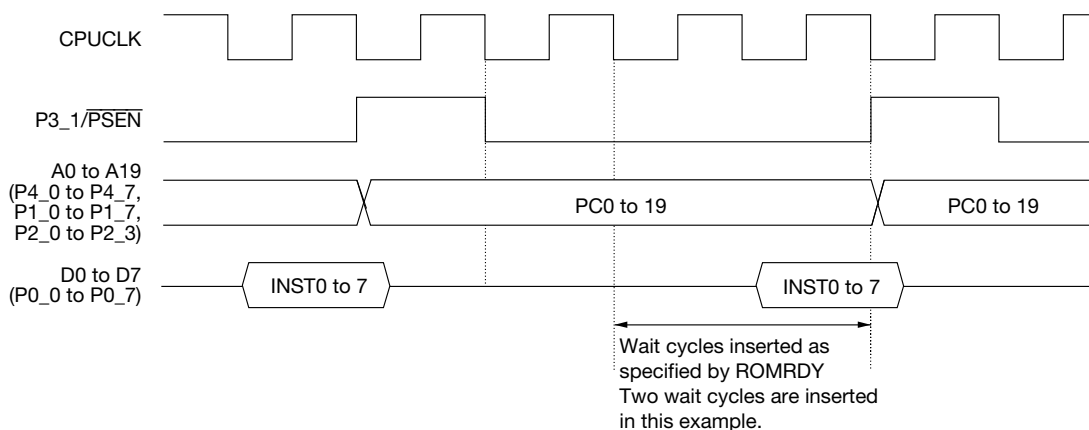 CPUCLK
P3_1/PSEN
A0 to A19
(P4_0 to P4_7,
P1_0 to P1_7,
P2_0 to P2_3)
PC0 to 19
PC0 to 19
D0 to D7
(P0_0 to P0_7)
INST0 to 7
INST0 to 7
Wait cycles inserted as
specified by ROMRDY
Two wait cycles are inserted
in this example.